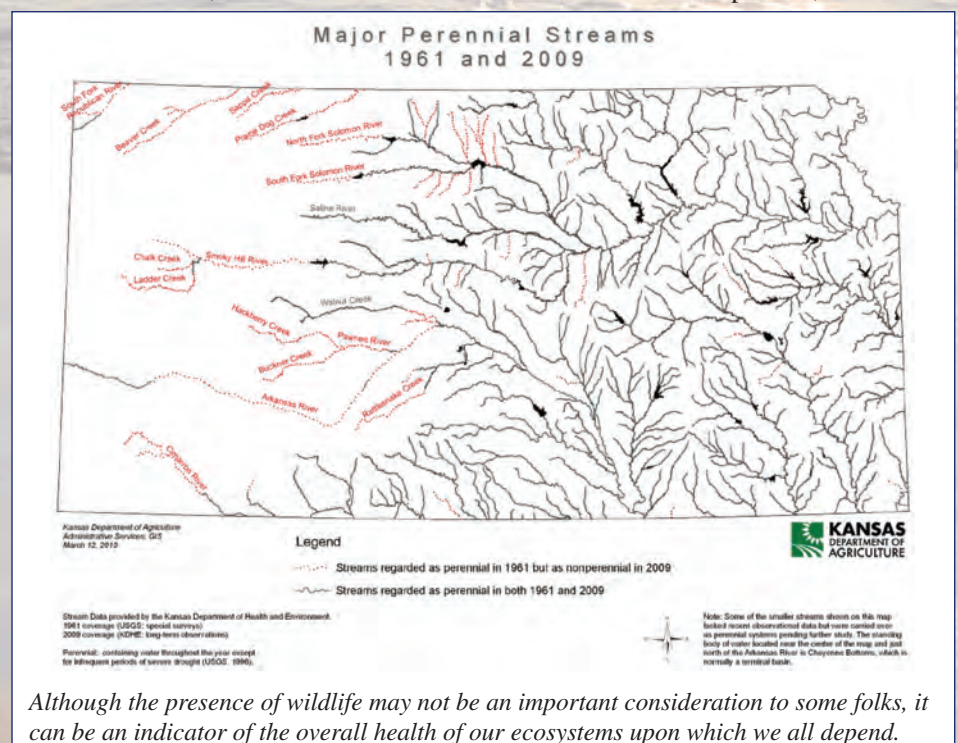 Major Perennial Streams
1961 and 2009
South Fork
Republican River
Beaver Creek
Sappa Creek
Prairie Dog Creek
North Fork Solomon River
South Fork Solomon River
Saline River
Chalk Creek
Smoky Hill River
Ladder Creek
Walnut Creek
Hackberry Creek
Pawnee River
Buckner Creek
Arkansas River
Rattlesnake Creek
Cimarron River
Kansas Department of Agriculture
Administrative Services, GIS
March 12, 2010
KANSAS
DEPARTMENT OF
AGRICULTURE
Legend
Streams regarded as perennial in 1961 but as nonperennial in 2009
Streams regarded as perennial in both 1961 and 2009
Stream Data provided by the Kansas Department of Health and Environment.
1961 coverage (USGS: special surveys)
2009 coverage (KDHE: long-term observations)
Perennial: containing water throughout the year except
for infrequent periods of severe drought (USGS, 1996).
Note: Some of the smaller streams shown on this map
lacked recent observational data but were carried over
as perennial systems pending further study. The standing
body of water located near the center of the map and just
north of the Arkansas River is Cheyenne Bottoms, which is
normally a terminal basin.
Although the presence of wildlife may not be an important consideration to some folks, it
can be an indicator of the overall health of our ecosystems upon which we all depend.